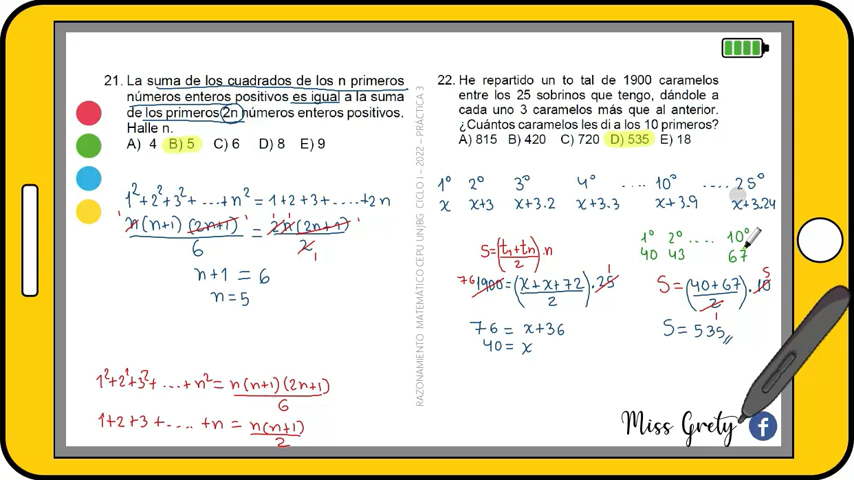 21. La suma de los cuadrados de los n primeros
números enteros positivos es igual a la suma
de los primeros 2n números enteros positivos.
Halle n.
A) 4 B) 5 C) 6 D) 8 E) 9
1²+2²+3²+...+n² = 1+2+3+.....+2n
n(n+1)(2n+1)/6 = 2n(2n+1)/2
n+1 = 6
n=5
1²+2²+3²+...+n² = n(n+1)(2n+1)/6
1+2+3+.....+n = n(n+1)/2
RAZONAMIENTO MATEMÁTICO CEPU UNJBG CICLO I - 2022 – PRÁCTICA 3
22. He repartido un to tal de 1900 caramelos
entre los 25 sobrinos que tengo, dándole a
cada uno 3 caramelos más que al anterior.
¿Cuántos caramelos les di a los 10 primeros?
A) 815 B) 420 C) 720 D) 535 E) 18
1° 2° 3° 4° .... 10° .... 25°
x x+3 x+3.2 x+3.3 x+3.9 x+3.24
S=(t₁+tn/2).n
76 1900=(x+x+72/2).25 1
76 = x+36
40 = x
1° 2° ..... 10°
40 43 67
S=(40+67/2).10 5
S=535//
Miss Grety